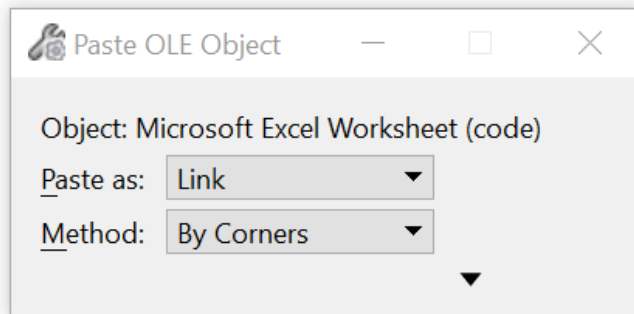 Paste OLE Object
Object: Microsoft Excel Worksheet (code)
Paste as: Link
Method: By Corners